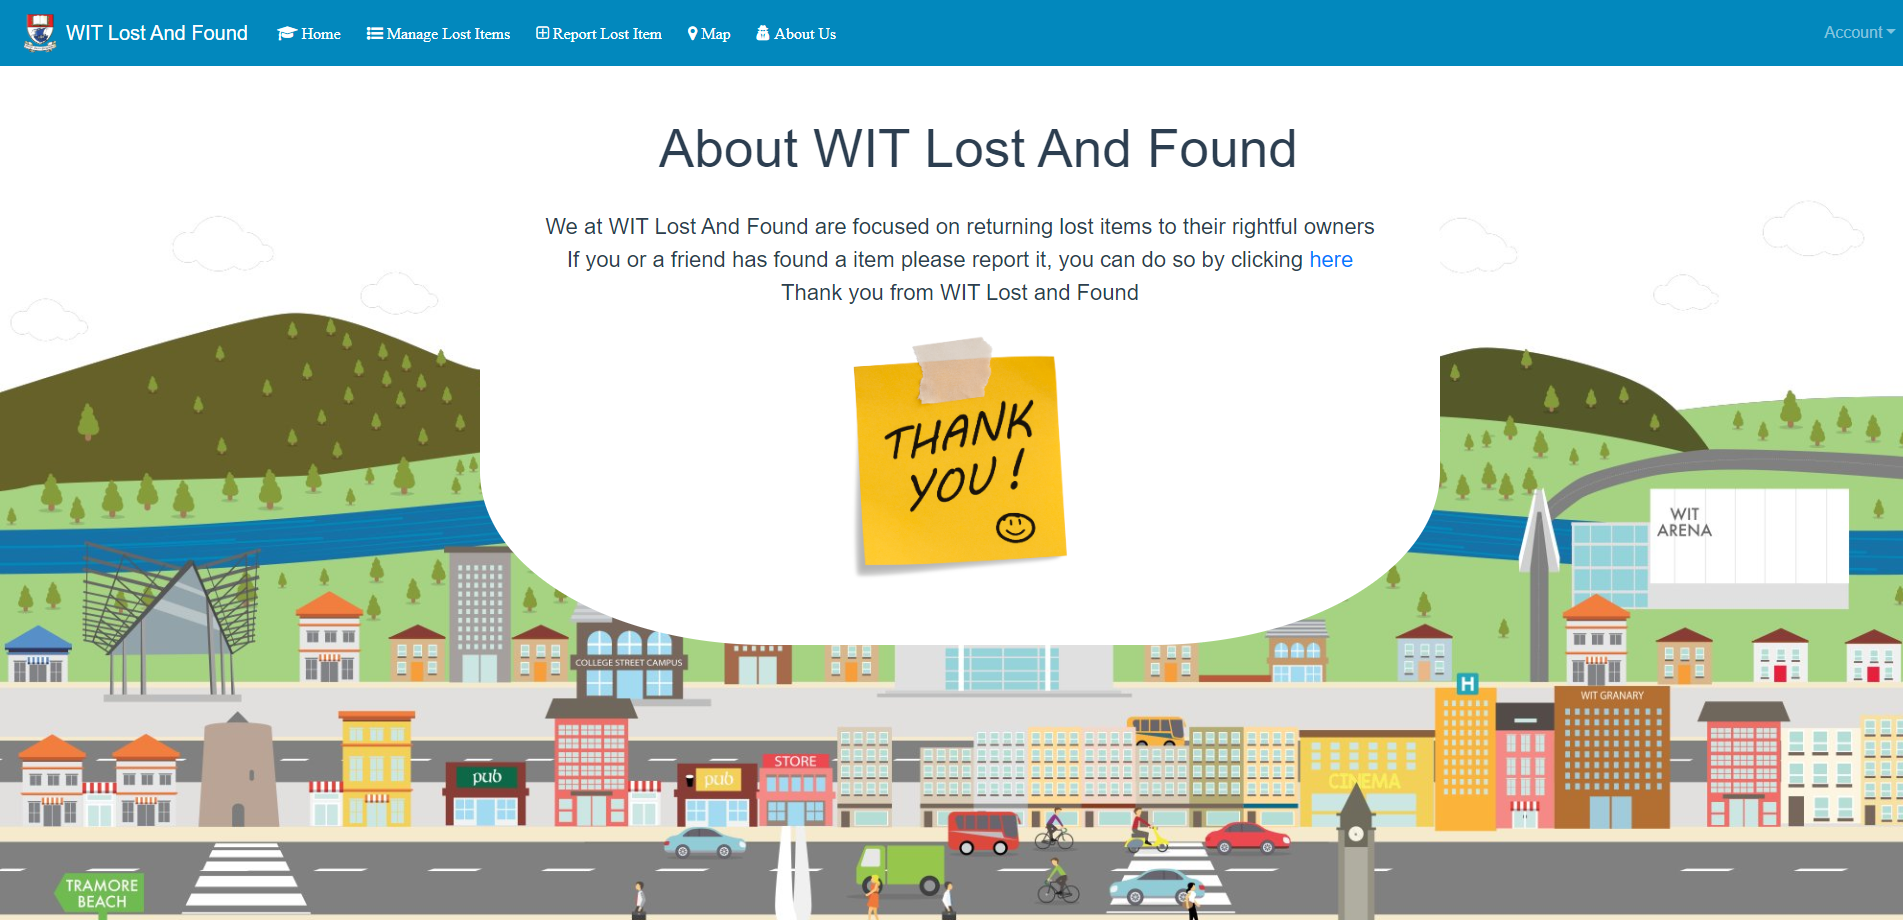 WIT Lost And Found
Home
Manage Lost Items
Report Lost Item
Map
About Us
Account
About WIT Lost And Found
We at WIT Lost And Found are focused on returning lost items to their rightful owners
If you or a friend has found a item please report it, you can do so by clicking here
Thank you from WIT Lost and Found
THANK
YOU!
WIT
ARENA
COLLEGE STREET CAMPUS
H
WIT GRANARY
STORE
pub
pub
CINEMA
TRAMORE
BEACH